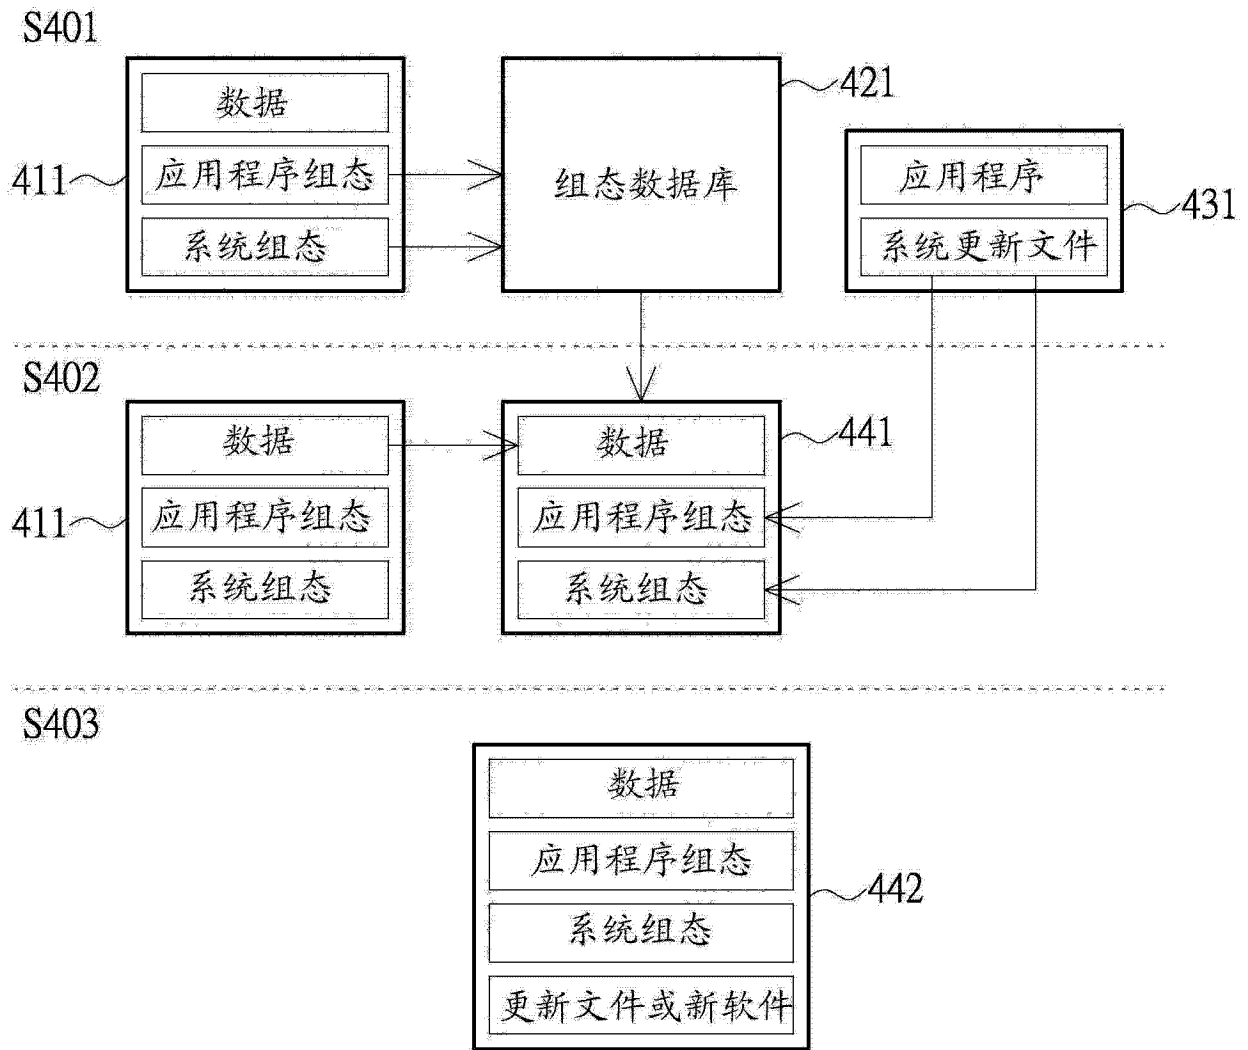 S401
数据
应用程序组态
系统组态
411
组态数据库
421
应用程序
系统更新文件
431
S402
数据
应用程序组态
系统组态
411
数据
应用程序组态
系统组态
441
S403
数据
应用程序组态
系统组态
更新文件或新软件
442